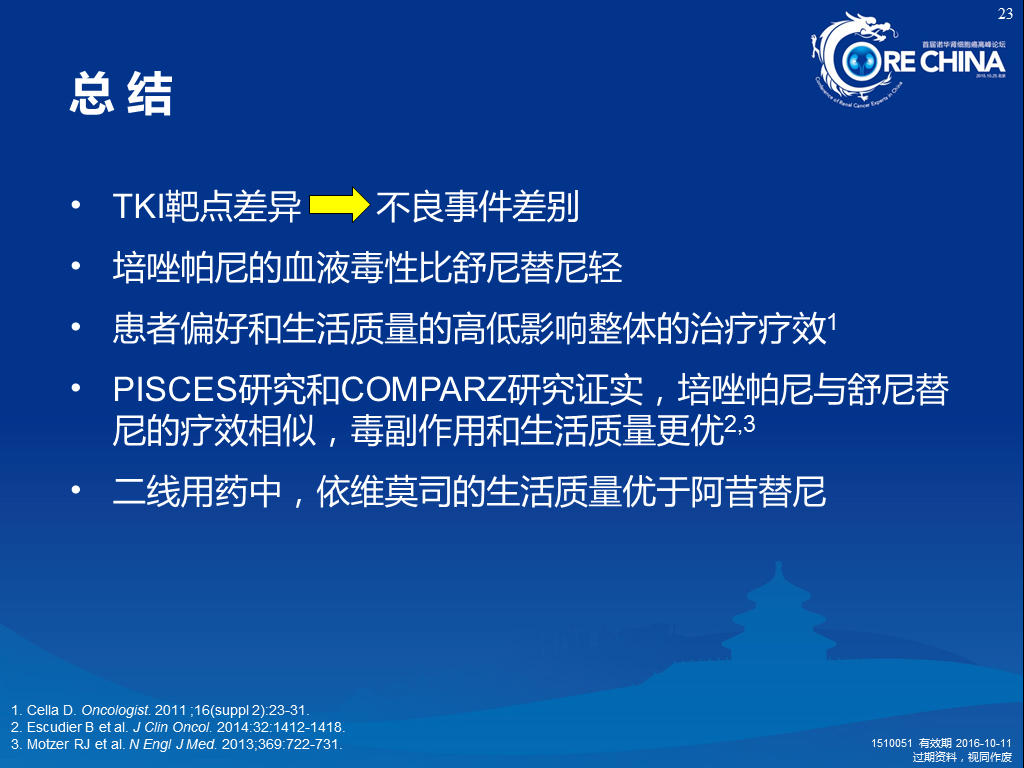 23
首届诺华肾细胞癌高峰论坛
ORE CHINA
2015.10.25 北京
Conference of Renal Cancer Experts in China
总 结
• TKI靶点差异 不良事件差别
• 培唑帕尼的血液毒性比舒尼替尼轻
• 患者偏好和生活质量的高低影响整体的治疗疗效1
• PISCES研究和COMPARZ研究证实，培唑帕尼与舒尼替
尼的疗效相似，毒副作用和生活质量更优2,3
• 二线用药中，依维莫司的生活质量优于阿昔替尼
1. Cella D. Oncologist. 2011 ;16(suppl 2):23-31.
2. Escudier B et al. J Clin Oncol. 2014:32:1412-1418.
3. Motzer RJ et al. N Engl J Med. 2013;369:722-731.
1510051 有效期 2016-10-11
过期资料，视同作废